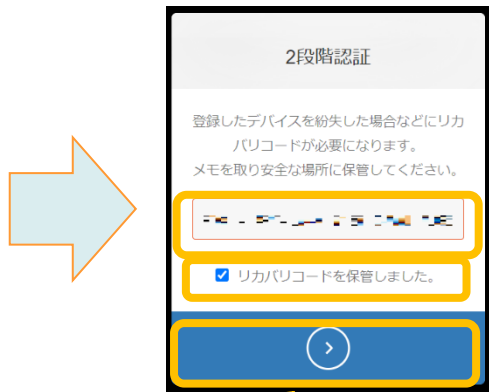 2段階認証
登録したデバイスを紛失した場合などにリカ
バリコードが必要になります。
メモを取り安全な場所に保管してください。
リカバリコードを保管しました。